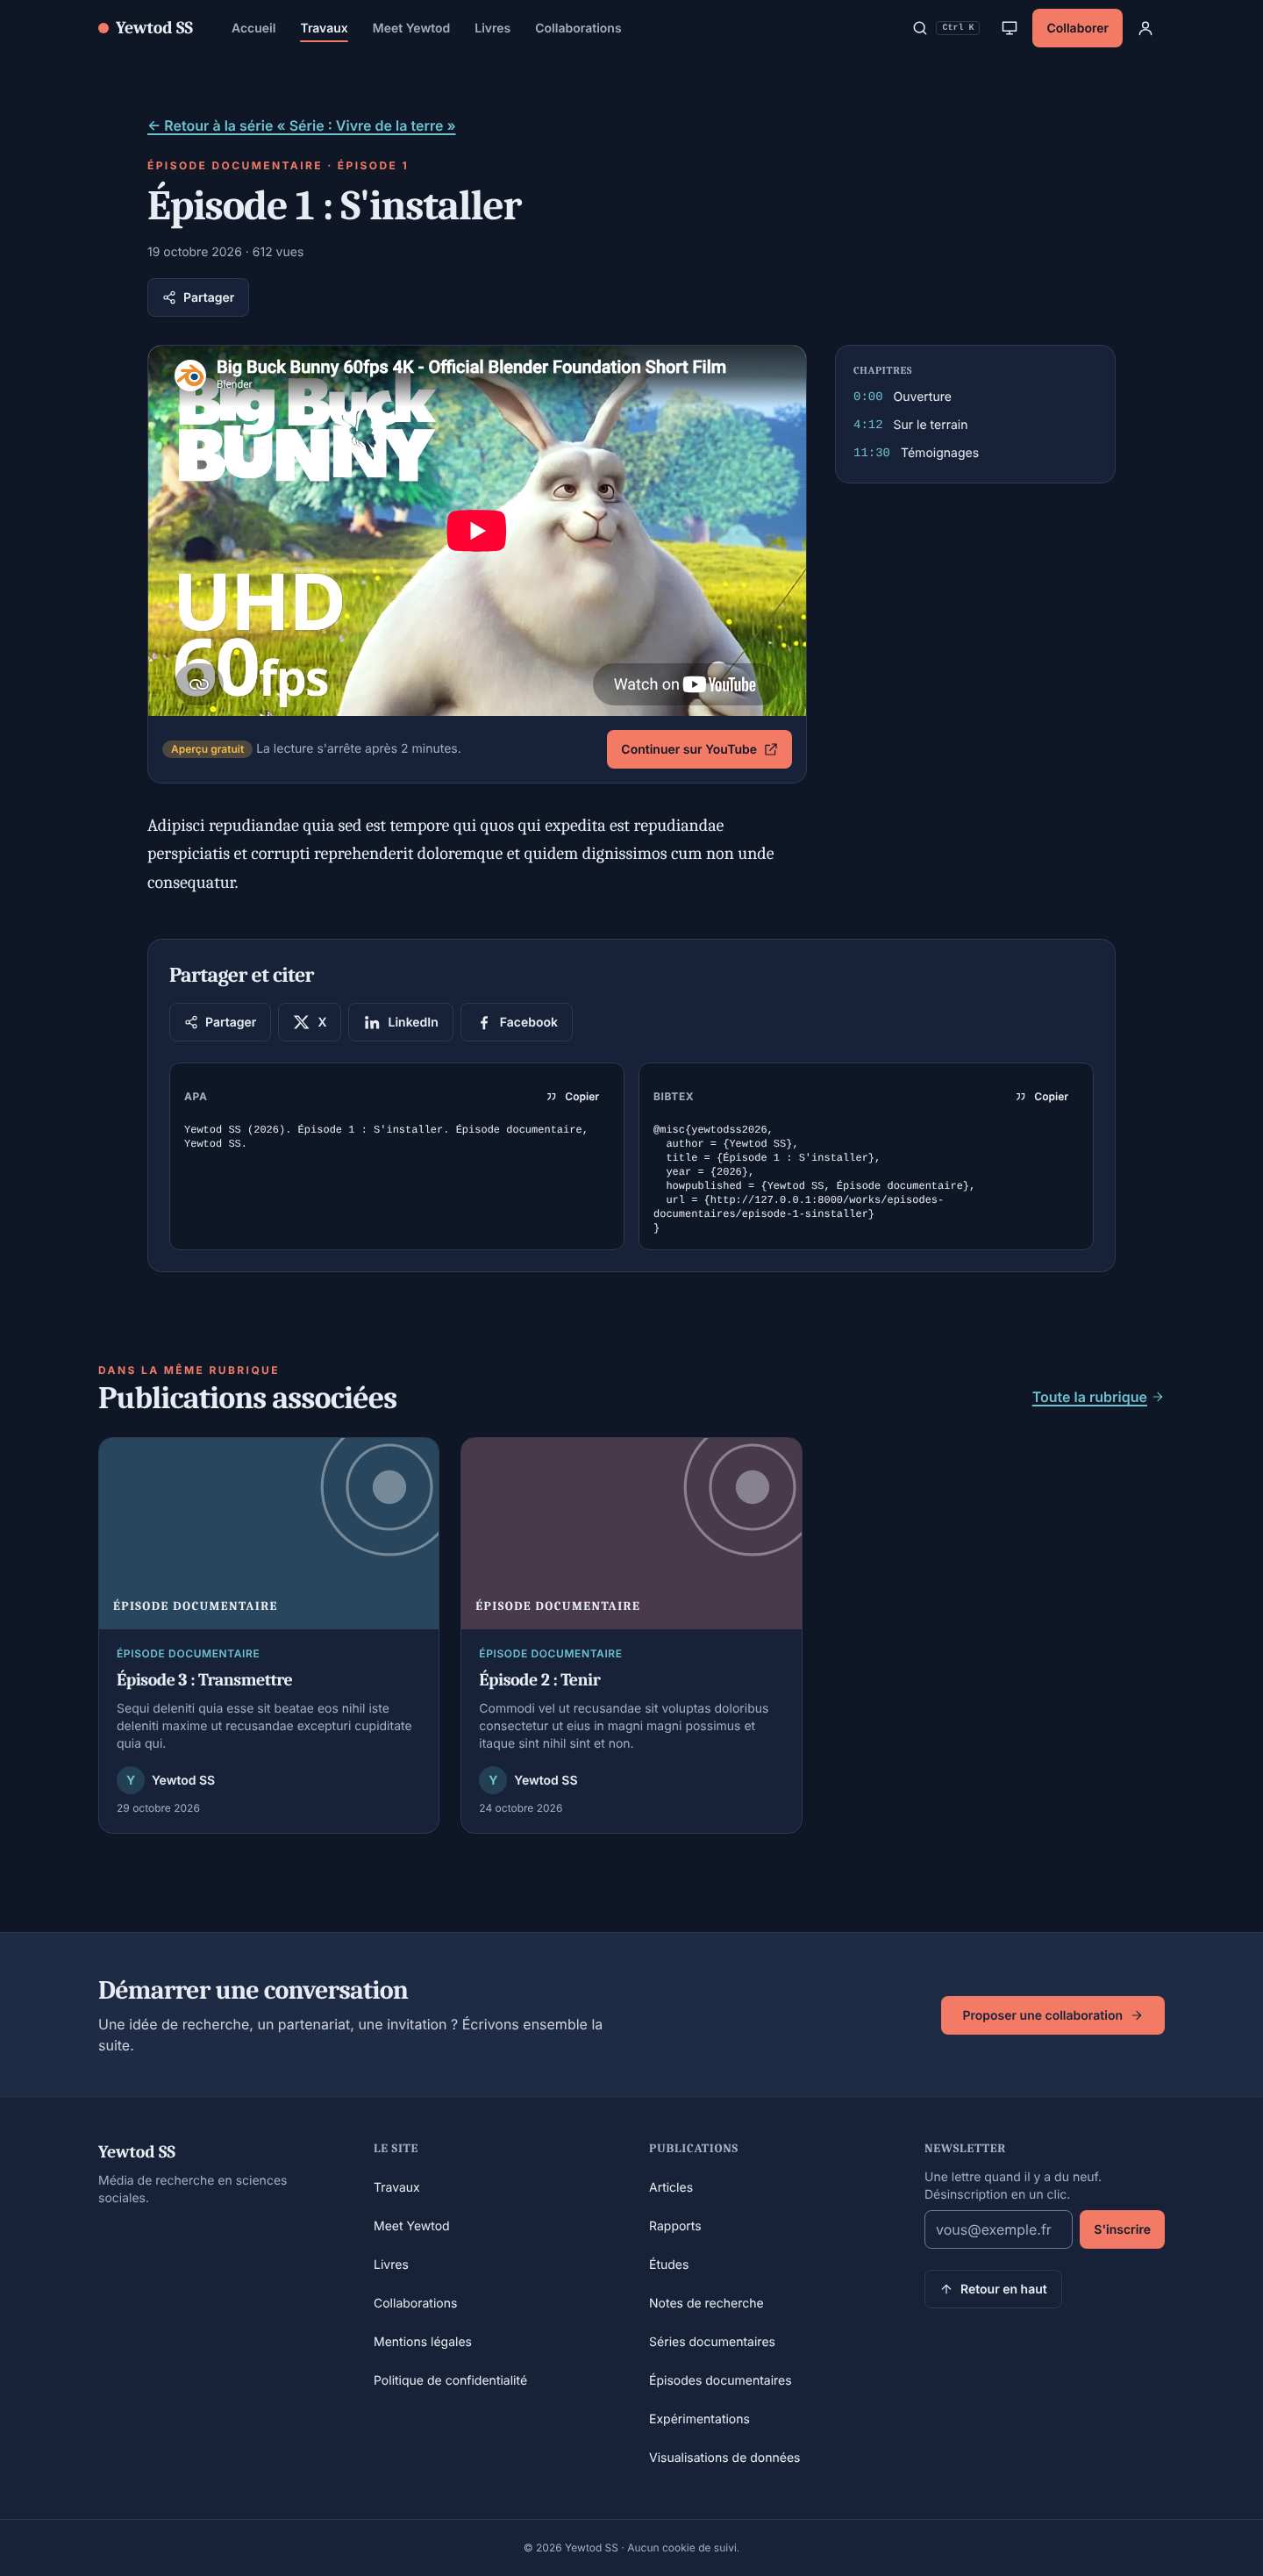 Yewtod SS
Accueil
Travaux
Meet Yewtod
Livres
Collaborations
Ctrl K
Collaborer
← Retour à la série « Série : Vivre de la terre »
ÉPISODE DOCUMENTAIRE · ÉPISODE 1
Épisode 1 : S'installer
19 octobre 2026 · 612 vues
Partager
Big Buck Bunny 60fps 4K - Official Blender Foundation Short Film
Blender
Big Buck
BUNNY
UHD
60fps
Watch on YouTube
CHAPITRES
0:00 Ouverture
4:12 Sur le terrain
11:30 Témoignages
Aperçu gratuit La lecture s'arrête après 2 minutes.
Continuer sur YouTube
Adipisci repudiandae quia sed est tempore qui quos qui expedita est repudiandae
perspiciatis et corrupti reprehenderit doloremque et quidem dignissimos cum non unde
consequatur.
Partager et citer
Partager
X
LinkedIn
Facebook
APA
Copier
Yewtod SS (2026). Épisode 1 : S'installer. Épisode documentaire,
Yewtod SS.
BIBTEX
Copier
@misc{yewtodss2026,
author = {Yewtod SS},
title = {Épisode 1 : S'installer},
year = {2026},
howpublished = {Yewtod SS, Épisode documentaire},
url = {http://127.0.0.1:8000/works/episodes-
documentaires/episode-1-sinstaller}
}
DANS LA MÊME RUBRIQUE
Publications associées
Toute la rubrique →
ÉPISODE DOCUMENTAIRE
ÉPISODE DOCUMENTAIRE
Épisode 3 : Transmettre
Sequi deleniti quia esse sit beatae eos nihil iste
deleniti maxime ut recusandae excepturi cupiditate
quia qui.
Y Yewtod SS
29 octobre 2026
ÉPISODE DOCUMENTAIRE
ÉPISODE DOCUMENTAIRE
Épisode 2 : Tenir
Commodi vel ut recusandae sit voluptas doloribus
consectetur ut eius in magni magni possimus et
itaque sint nihil sint et non.
Y Yewtod SS
24 octobre 2026
Démarrer une conversation
Une idée de recherche, un partenariat, une invitation ? Écrivons ensemble la
suite.
Proposer une collaboration →
Yewtod SS
Média de recherche en sciences
sociales.
LE SITE
Travaux
Meet Yewtod
Livres
Collaborations
Mentions légales
Politique de confidentialité
PUBLICATIONS
Articles
Rapports
Études
Notes de recherche
Séries documentaires
Épisodes documentaires
Expérimentations
Visualisations de données
NEWSLETTER
Une lettre quand il y a du neuf.
Désinscription en un clic.
vous@exemple.fr
S'inscrire
↑ Retour en haut
© 2026 Yewtod SS · Aucun cookie de suivi.